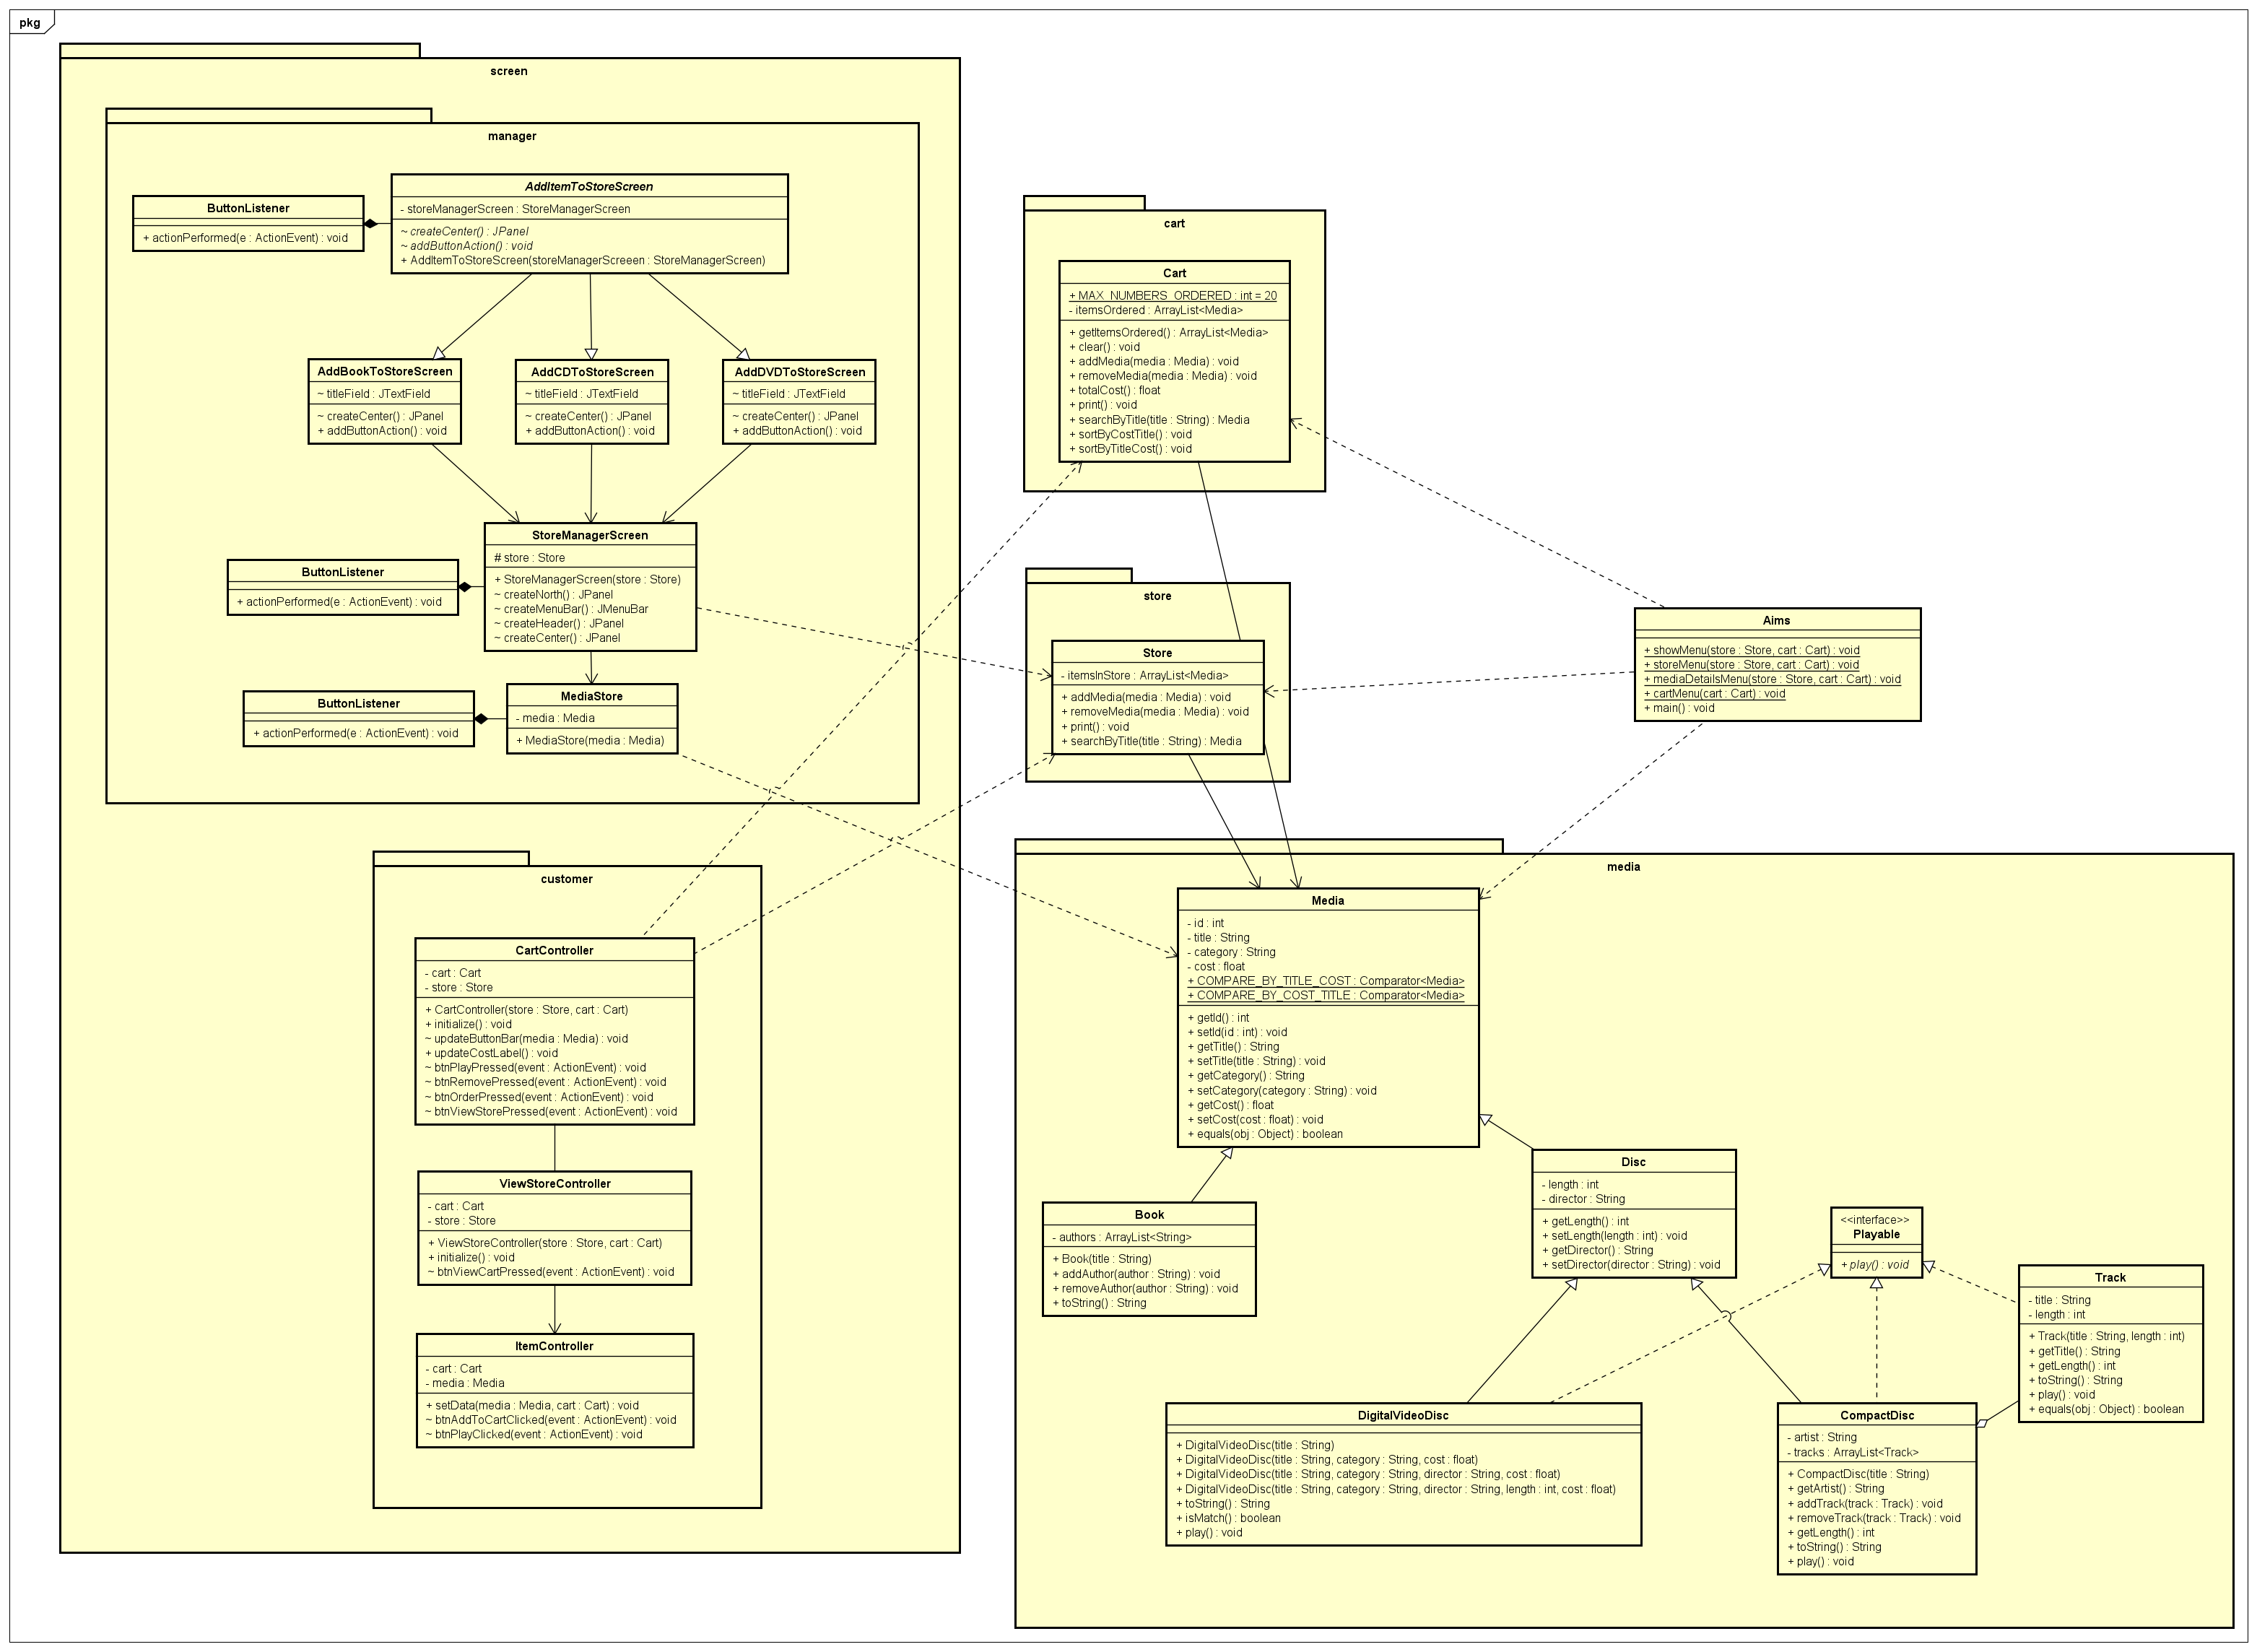 pkg
screen
manager
AddItemToStoreScreen
- storeManagerScreen : StoreManagerScreen
~ createCenter() : JPanel
~ addButtonAction() : void
+ AddItemToStoreScreen(storeManagerScreeen : StoreManagerScreen)
ButtonListener
+ actionPerformed(e : ActionEvent) : void
AddBookToStoreScreen
~ titleField : JTextField
~ createCenter() : JPanel
+ addButtonAction() : void
AddCDToStoreScreen
~ titleField : JTextField
~ createCenter() : JPanel
+ addButtonAction() : void
AddDVDToStoreScreen
~ titleField : JTextField
~ createCenter() : JPanel
+ addButtonAction() : void
StoreManagerScreen
# store : Store
+ StoreManagerScreen(store : Store)
~ createNorth() : JPanel
~ createMenuBar() : JMenuBar
~ createHeader() : JPanel
~ createCenter() : JPanel
ButtonListener
+ actionPerformed(e : ActionEvent) : void
MediaStore
- media : Media
+ MediaStore(media : Media)
ButtonListener
+ actionPerformed(e : ActionEvent) : void
customer
CartController
- cart : Cart
- store : Store
+ CartController(store : Store, cart : Cart)
+ initialize() : void
~ updateButtonBar(media : Media) : void
+ updateCostLabel() : void
~ btnPlayPressed(event : ActionEvent) : void
~ btnRemovePressed(event : ActionEvent) : void
~ btnOrderPressed(event : ActionEvent) : void
~ btnViewStorePressed(event : ActionEvent) : void
ViewStoreController
- cart : Cart
- store : Store
+ ViewStoreController(store : Store, cart : Cart)
+ initialize() : void
~ btnViewCartPressed(event : ActionEvent) : void
ItemController
- cart : Cart
- media : Media
+ setData(media : Media, cart : Cart) : void
~ btnAddToCartClicked(event : ActionEvent) : void
~ btnPlayClicked(event : ActionEvent) : void
cart
Cart
+ MAX_NUMBERS_ORDERED : int = 20
- itemsOrdered : ArrayList<Media>
+ getItemsOrdered() : ArrayList<Media>
+ clear() : void
+ addMedia(media : Media) : void
+ removeMedia(media : Media) : void
+ totalCost() : float
+ print() : void
+ searchByTitle(title : String) : Media
+ sortByCostTitle() : void
+ sortByTitleCost() : void
store
Store
- itemsInStore : ArrayList<Media>
+ addMedia(media : Media) : void
+ removeMedia(media : Media) : void
+ print() : void
+ searchByTitle(title : String) : Media
Aims
+ showMenu(store : Store, cart : Cart) : void
+ storeMenu(store : Store, cart : Cart) : void
+ mediaDetailsMenu(store : Store, cart : Cart) : void
+ cartMenu(cart : Cart) : void
+ main() : void
media
Media
- id : int
- title : String
- category : String
- cost : float
+ COMPARE_BY_TITLE_COST : Comparator<Media>
+ COMPARE_BY_COST_TITLE : Comparator<Media>
+ getId() : int
+ setId(id : int) : void
+ getTitle() : String
+ setTitle(title : String) : void
+ getCategory() : String
+ setCategory(category : String) : void
+ getCost() : float
+ setCost(cost : float) : void
+ equals(obj : Object) : boolean
Book
- authors : ArrayList<String>
+ Book(title : String)
+ addAuthor(author : String) : void
+ removeAuthor(author : String) : void
+ toString() : String
Disc
- length : int
- director : String
+ getLength() : int
+ setLength(length : int) : void
+ getDirector() : String
+ setDirector(director : String) : void
<<interface>>
Playable
+ play() : void
Track
- title : String
- length : int
+ Track(title : String, length : int)
+ getTitle() : String
+ getLength() : int
+ toString() : String
+ play() : void
+ equals(obj : Object) : boolean
DigitalVideoDisc
+ DigitalVideoDisc(title : String)
+ DigitalVideoDisc(title : String, category : String, cost : float)
+ DigitalVideoDisc(title : String, category : String, director : String, cost : float)
+ DigitalVideoDisc(title : String, category : String, director : String, length : int, cost : float)
+ toString() : String
+ isMatch() : boolean
+ play() : void
CompactDisc
- artist : String
- tracks : ArrayList<Track>
+ CompactDisc(title : String)
+ getArtist() : String
+ addTrack(track : Track) : void
+ removeTrack(track : Track) : void
+ getLength() : int
+ toString() : String
+ play() : void